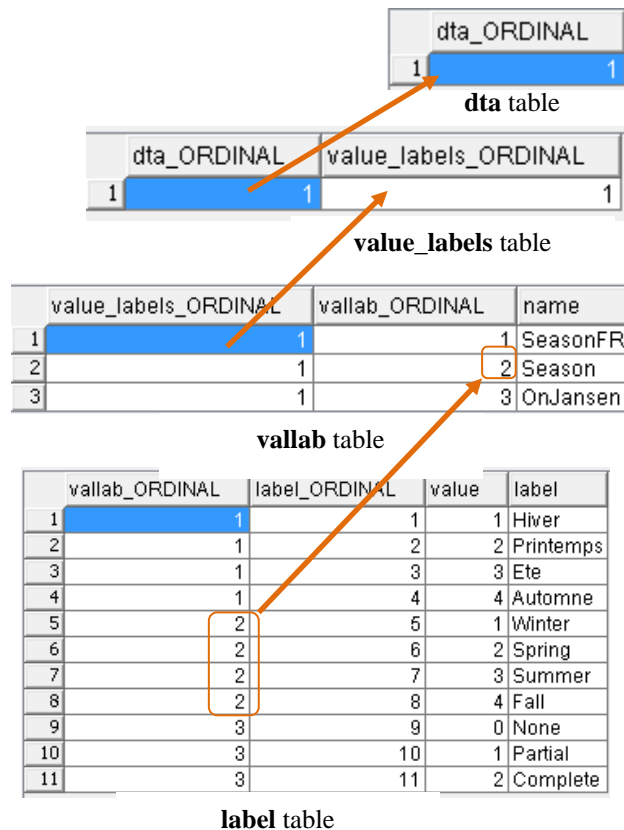 dta_ORDINAL
1 1
dta table
dta_ORDINAL value_labels_ORDINAL
1 1 1
value_labels table
value_labels_ORDINAL vallab_ORDINAL name
1 1 1 SeasonFR
2 1 2 Season
3 1 3 OnJansen
vallab table
vallab_ORDINAL label_ORDINAL value label
1 1 1 1 Hiver
2 1 2 2 Printemps
3 1 3 3 Ete
4 1 4 4 Automne
5 2 5 1 Winter
6 2 6 2 Spring
7 2 7 3 Summer
8 2 8 4 Fall
9 3 9 0 None
10 3 10 1 Partial
11 3 11 2 Complete
label table